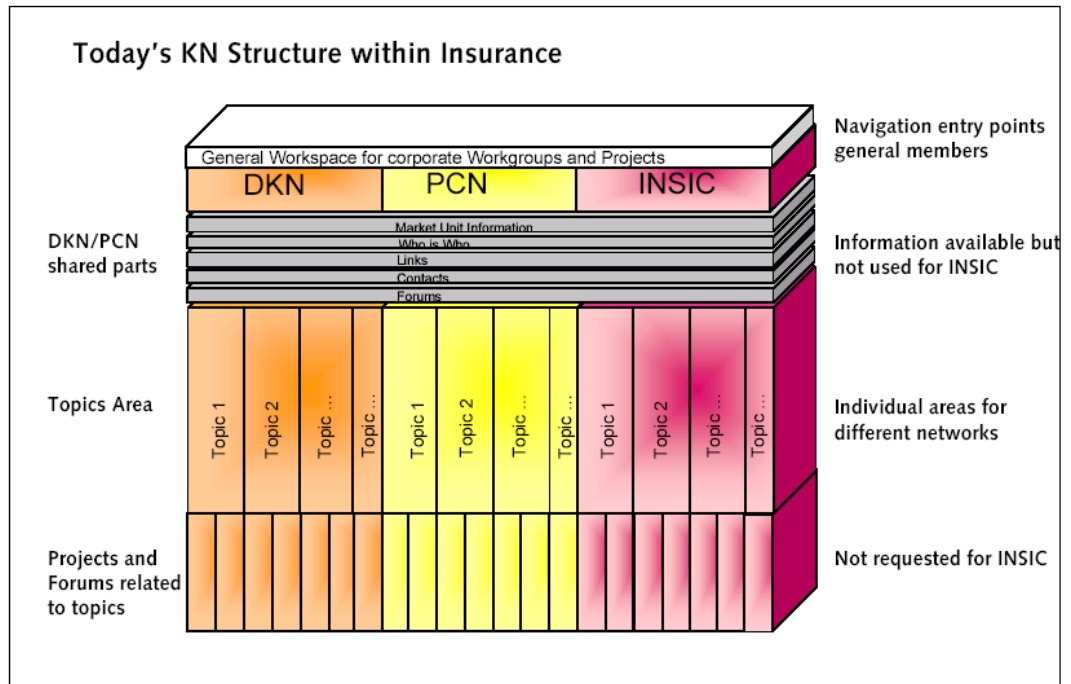 Today's KN Structure within Insurance
Navigation entry points
general members
General Workspace for corporate Workgroups and Projects
DKN
PCN
INSIC
DKN/PCN
shared parts
Market Unit Information
Who is Who
Links
Contacts
Forums
Information available but
not used for INSIC
Topics Area
Topic 1
Topic 2
Topic ...
Topic ...
Topic 1
Topic 2
Topic ...
Topic ...
Topic 1
Topic 2
Topic ...
Topic ...
Individual areas for
different networks
Projects and
Forums related
to topics
Not requested for INSIC